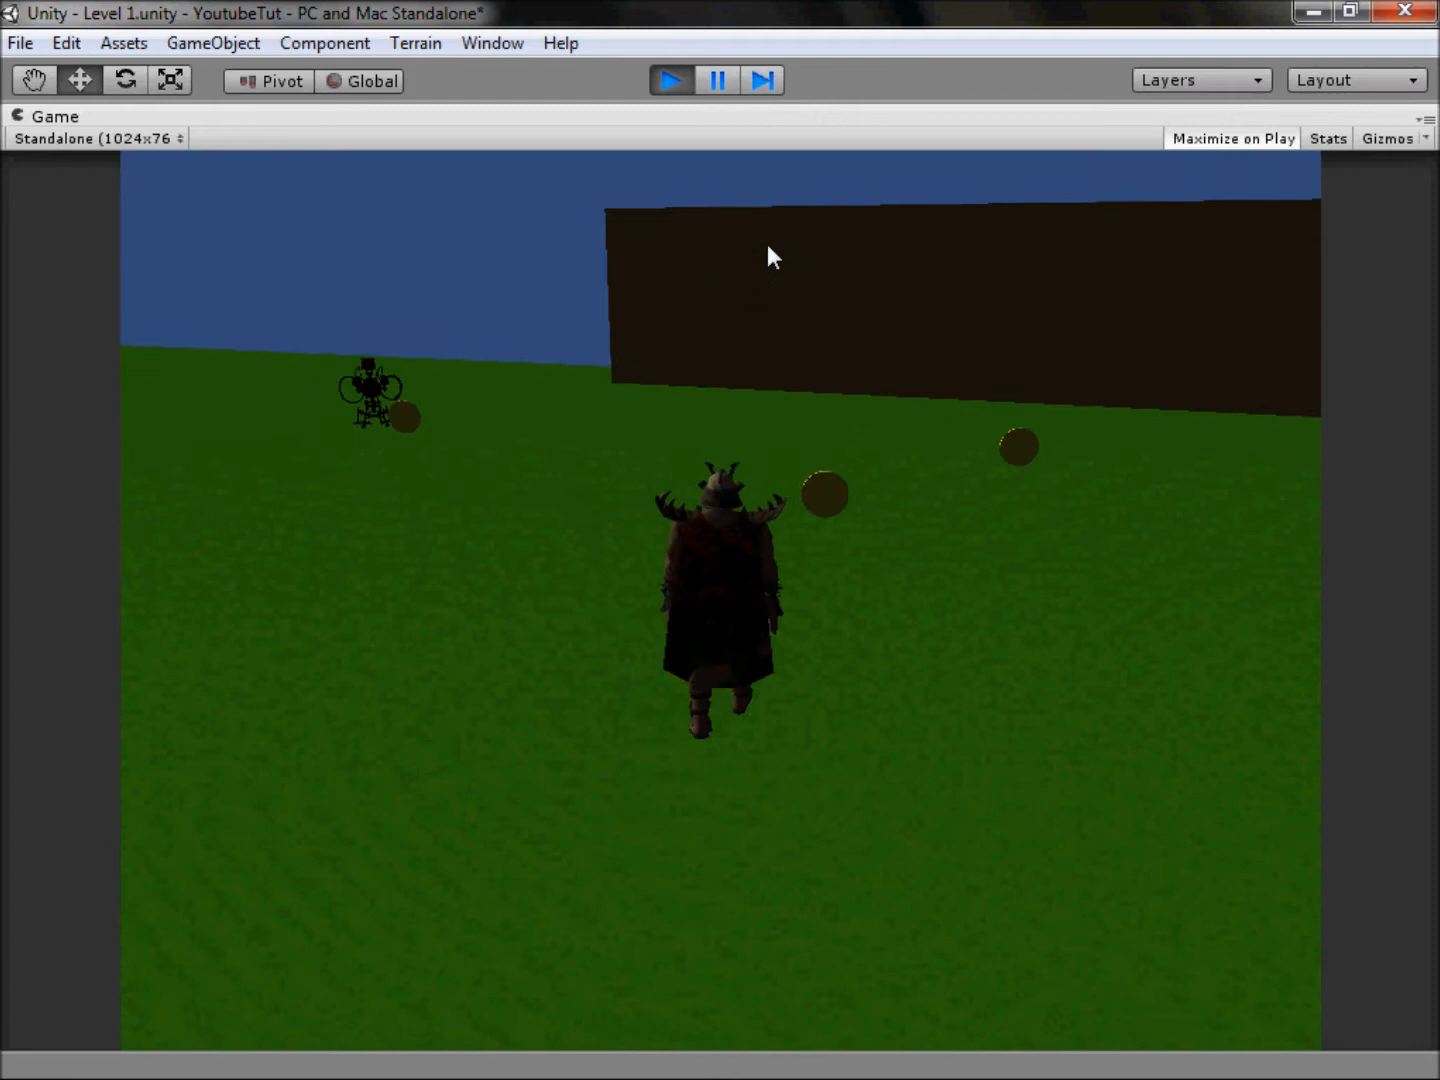 Unity - Level 1.unity - YoutubeTut - PC and Mac Standalone*
File Edit Assets GameObject Component Terrain Window Help
Pivot Global Layers Layout
Game
Standalone (1024x76 Maximize on Play Stats Gizmos